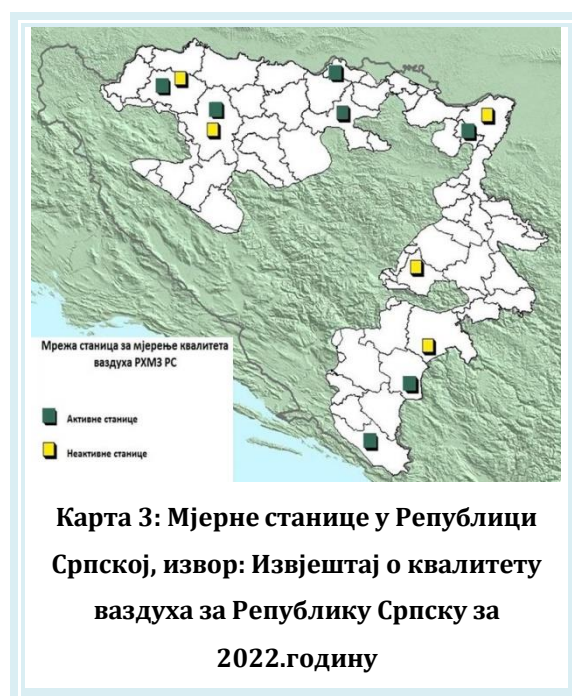 Мрежа станица за мјерење квалитета
ваздуха РХМЗ РС
Активне станице
Неактивне станице
Карта 3: Мјерне станице у Републици
Српској, извор: Извјештај о квалитету
ваздуха за Републику Српску за
2022.годину